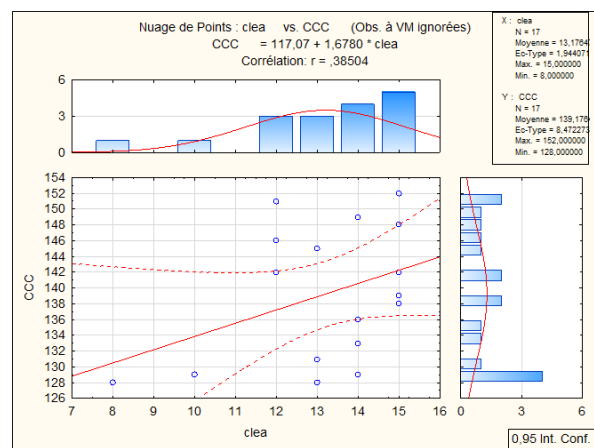 Nuage de Points : clea vs. CCC (Obs. à VM ignorées)
CCC = 117,07 + 1,6780 * clea
Corrélation: r = ,38504
X : clea
N = 17
Moyenne = 13,1764
Ec-Type = 1,944071
Max. = 15,000000
Min. = 8,000000
Y : CCC
N = 17
Moyenne = 139,176
Ec-Type = 8,472273
Max. = 152,000000
Min. = 128,000000
6
3
0
154
152
150
148
146
144
142
140
138
136
134
132
130
128
126
CCC
7 8 9 10 11 12 13 14 15 16
clea
0 3 6
0,95 Int. Conf.